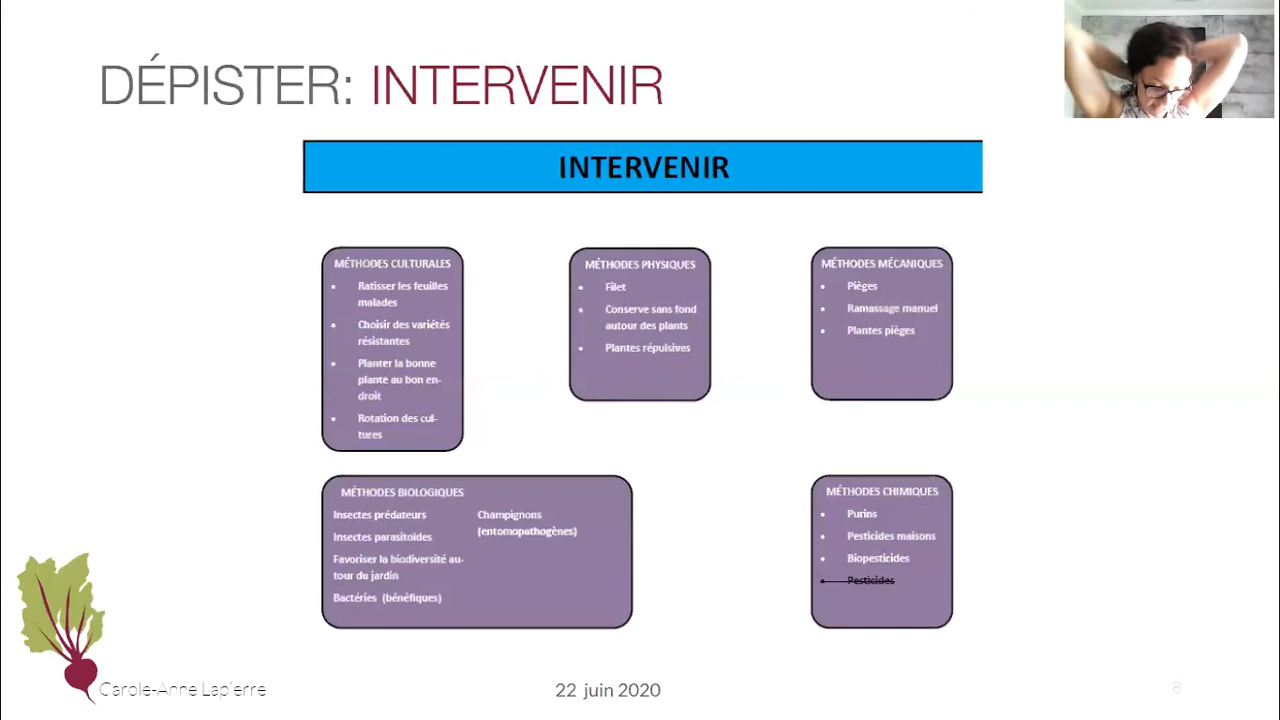 DÉPISTER: INTERVENIR
INTERVENIR
MÉTHODES CULTURALES
• Ratisser les feuilles
malades
• Choisir des variétés
résistantes
• Planter la bonne
plante au bon en-
droit
• Rotation des cul-
tures
MÉTHODES PHYSIQUES
• Filet
• Conserve sans fond
autour des plants
• Plantes répulsives
MÉTHODES MÉCANIQUES
• Pièges
• Ramassage manuel
• Plantes pièges
MÉTHODES BIOLOGIQUES
Insectes prédateurs
Insectes parasitoïdes
Favoriser la biodiversité au-
tour du jardin
Bactéries (bénéfiques)
Champignons
(entomopathogènes)
MÉTHODES CHIMIQUES
• Purins
• Pesticides maisons
• Biopesticides
• Pesticides
Carole-Anne Lapierre
22 juin 2020
8